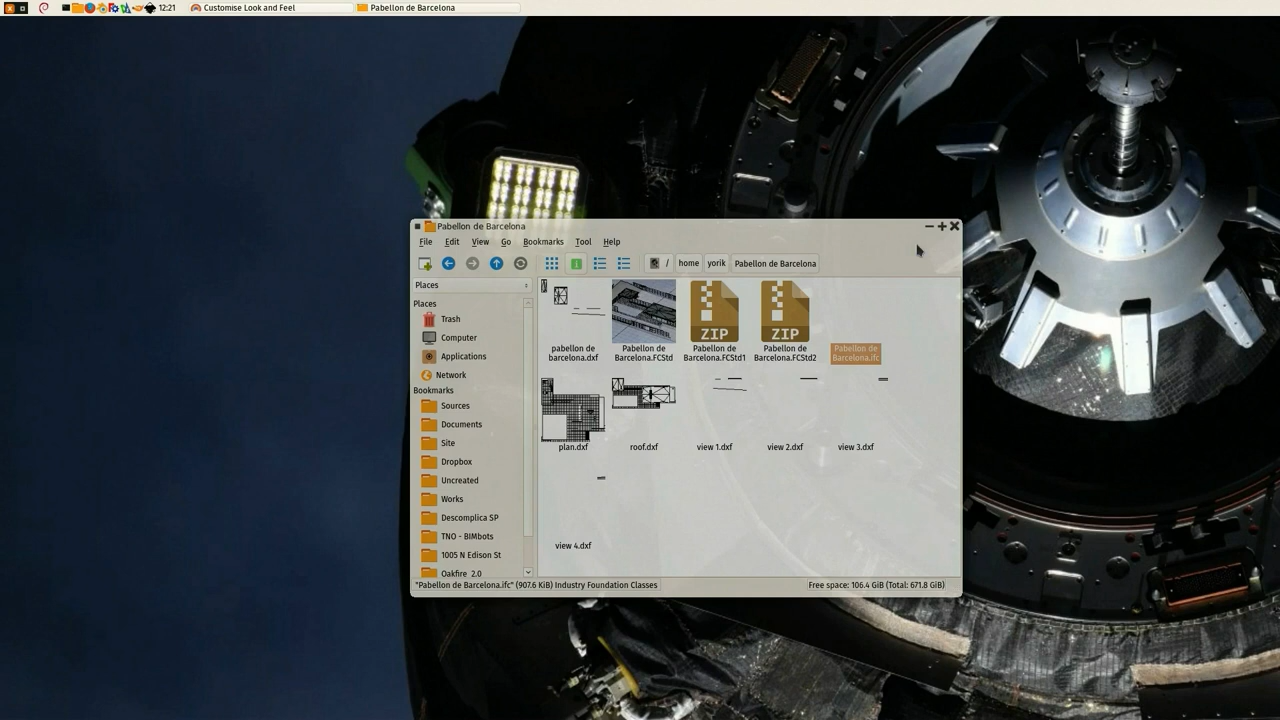 12:21
Customise Look and Feel
Pabellon de Barcelona
Pabellon de Barcelona
File Edit View Go Bookmarks Tool Help
/ home yorik Pabellon de Barcelona
Places
Places
Trash
Computer
Applications
Network
Bookmarks
Sources
Documents
Site
Dropbox
Uncreated
Works
Descomplica SP
TNO - BIMbots
1005 N Edison St
Oakfire_2.0
pabellon de
barcelona.dxf
Pabellon de
Barcelona.FCStd
ZIP
Pabellon de
Barcelona.FCStd1
ZIP
Pabellon de
Barcelona.FCStd2
Pabellon de
Barcelona.ifc
plan.dxf
roof.dxf
view 1.dxf
view 2.dxf
view 3.dxf
view 4.dxf
"Pabellon de Barcelona.ifc" (907.6 KiB) Industry Foundation Classes
Free space: 106.4 GiB (Total: 671.8 GiB)